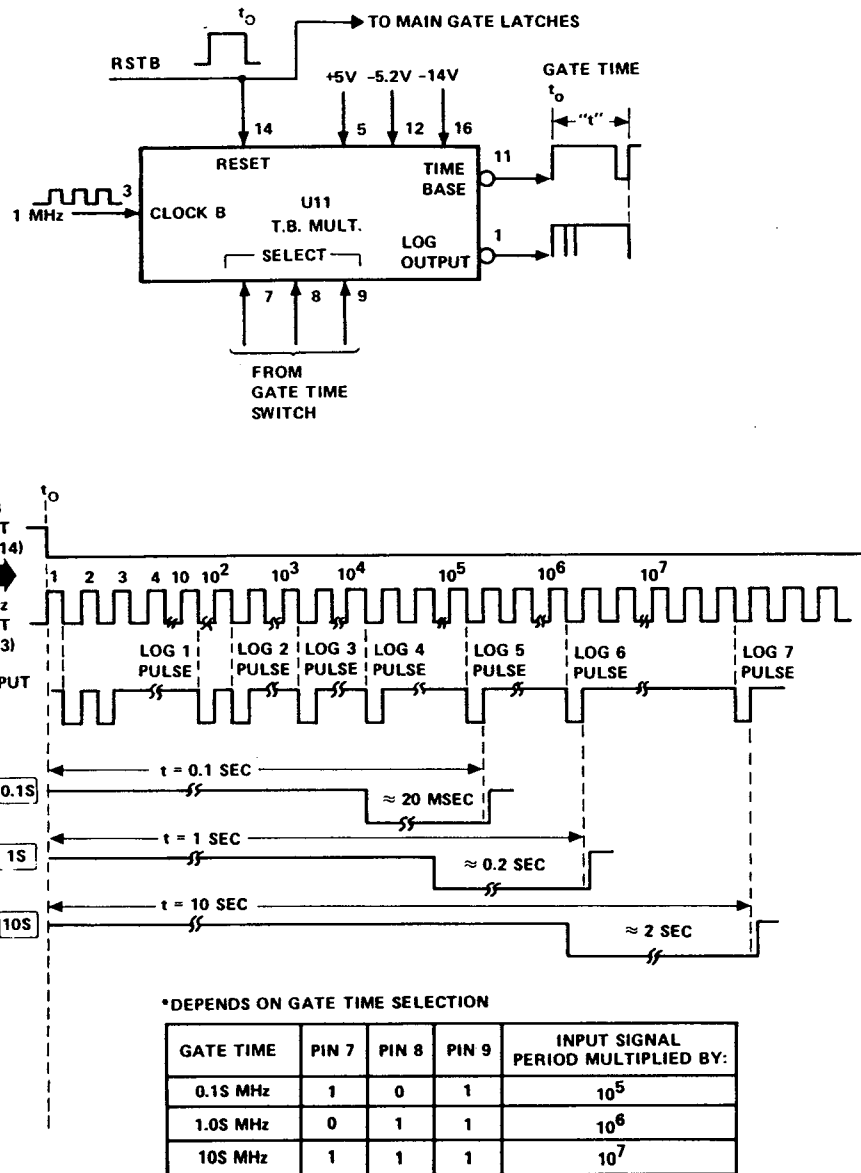 t0
TO MAIN GATE LATCHES
RSTB
+5V -5.2V -14V
GATE TIME
t0
"t"
14 5 12 16
RESET
TIME BASE
11
3
1 MHz
CLOCK B
U11
T.B. MULT.
SELECT
LOG OUTPUT
1
7 8 9
FROM
GATE TIME
SWITCH
t0
T
14)
1 2 3 4 10 10² 10³ 10⁴ 10⁵ 10⁶ 10⁷
z
T
3)
LOG 1 PULSE
LOG 2 PULSE
LOG 3 PULSE
LOG 4 PULSE
LOG 5 PULSE
LOG 6 PULSE
LOG 7 PULSE
PUT
t = 0.1 SEC
0.1S
≈ 20 MSEC
t = 1 SEC
1S
≈ 0.2 SEC
t = 10 SEC
10S
≈ 2 SEC
*DEPENDS ON GATE TIME SELECTION
GATE TIME PIN 7 PIN 8 PIN 9 INPUT SIGNAL PERIOD MULTIPLIED BY:
0.1S MHz 1 0 1 10⁵
1.0S MHz 0 1 1 10⁶
10S MHz 1 1 1 10⁷